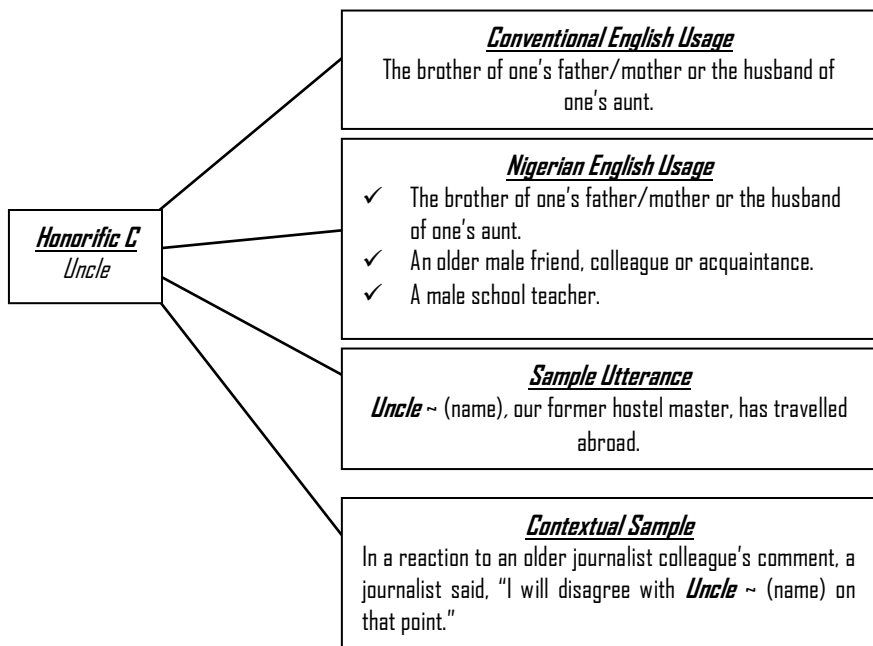 Conventional English Usage
The brother of one's father/mother or the husband of
one's aunt.
Nigerian English Usage
✓ The brother of one's father/mother or the husband
of one's aunt.
✓ An older male friend, colleague or acquaintance.
✓ A male school teacher.
Honorific C
Uncle
Sample Utterance
Uncle ~ (name), our former hostel master, has travelled
abroad.
Contextual Sample
In a reaction to an older journalist colleague's comment, a
journalist said, "I will disagree with Uncle ~ (name) on
that point."